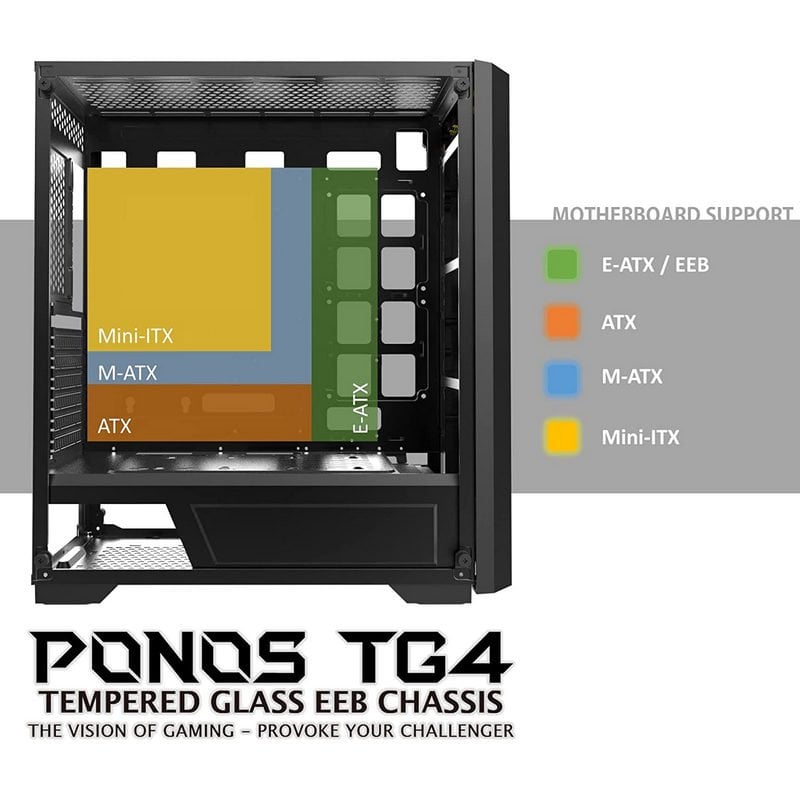 MOTHERBOARD SUPPORT
E-ATX / EEB
ATX
M-ATX
Mini-ITX
Mini-ITX
M-ATX
ATX
E-ATX
PONOS TG4
TEMPERED GLASS EEB CHASSIS
THE VISION OF GAMING – PROVOKE YOUR CHALLENGER